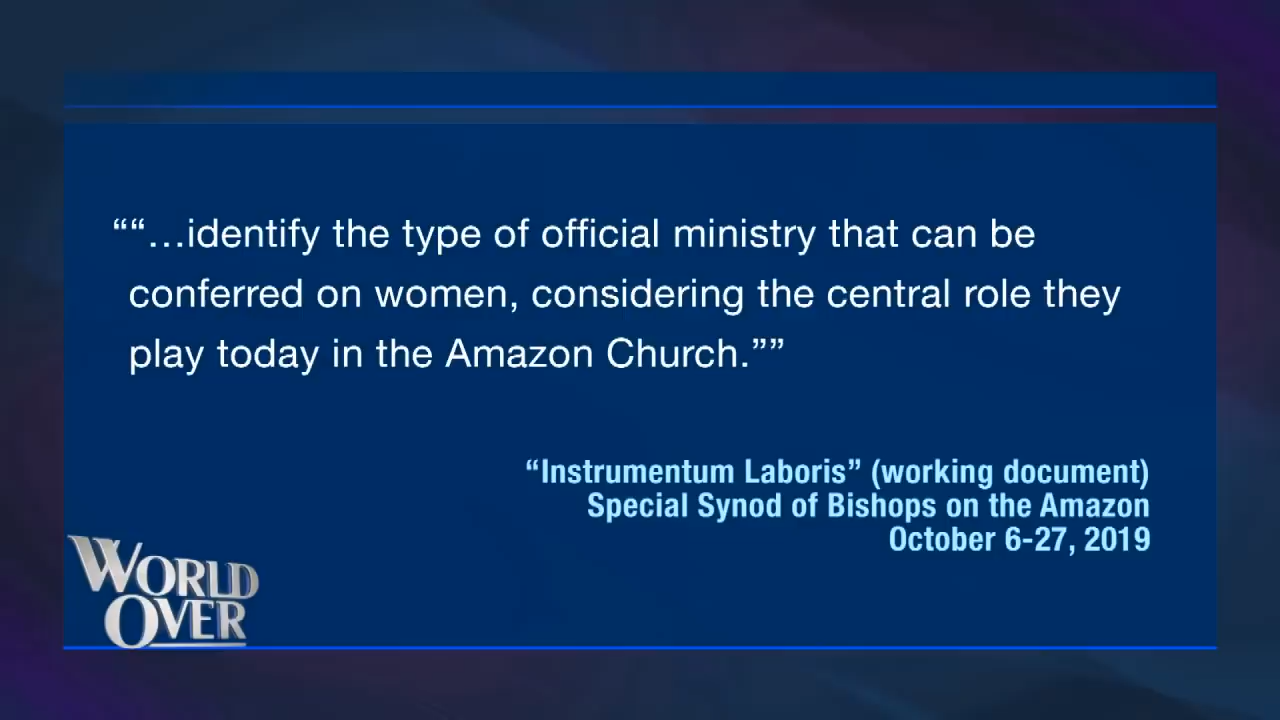 ““…identify the type of official ministry that can be
conferred on women, considering the central role they
play today in the Amazon Church.””
“Instrumentum Laboris” (working document)
Special Synod of Bishops on the Amazon
October 6-27, 2019
WORLD
OVER